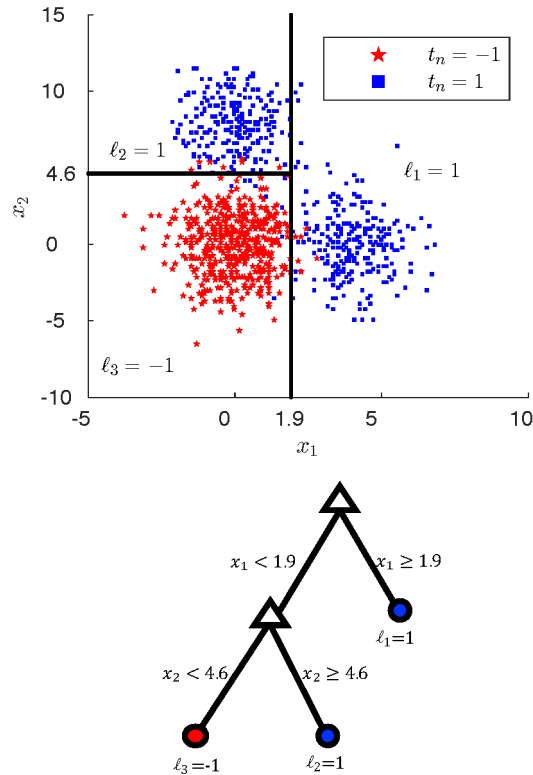 15
10
4.6
0
-5
-10
x₂
-5
0
1.9
5
10
x₁
tₙ = −1
tₙ = 1
ℓ₂ = 1
ℓ₁ = 1
ℓ₃ = −1
x₁ < 1.9
x₁ ≥ 1.9
ℓ₁=1
x₂ < 4.6
x₂ ≥ 4.6
ℓ₃=-1
ℓ₂=1